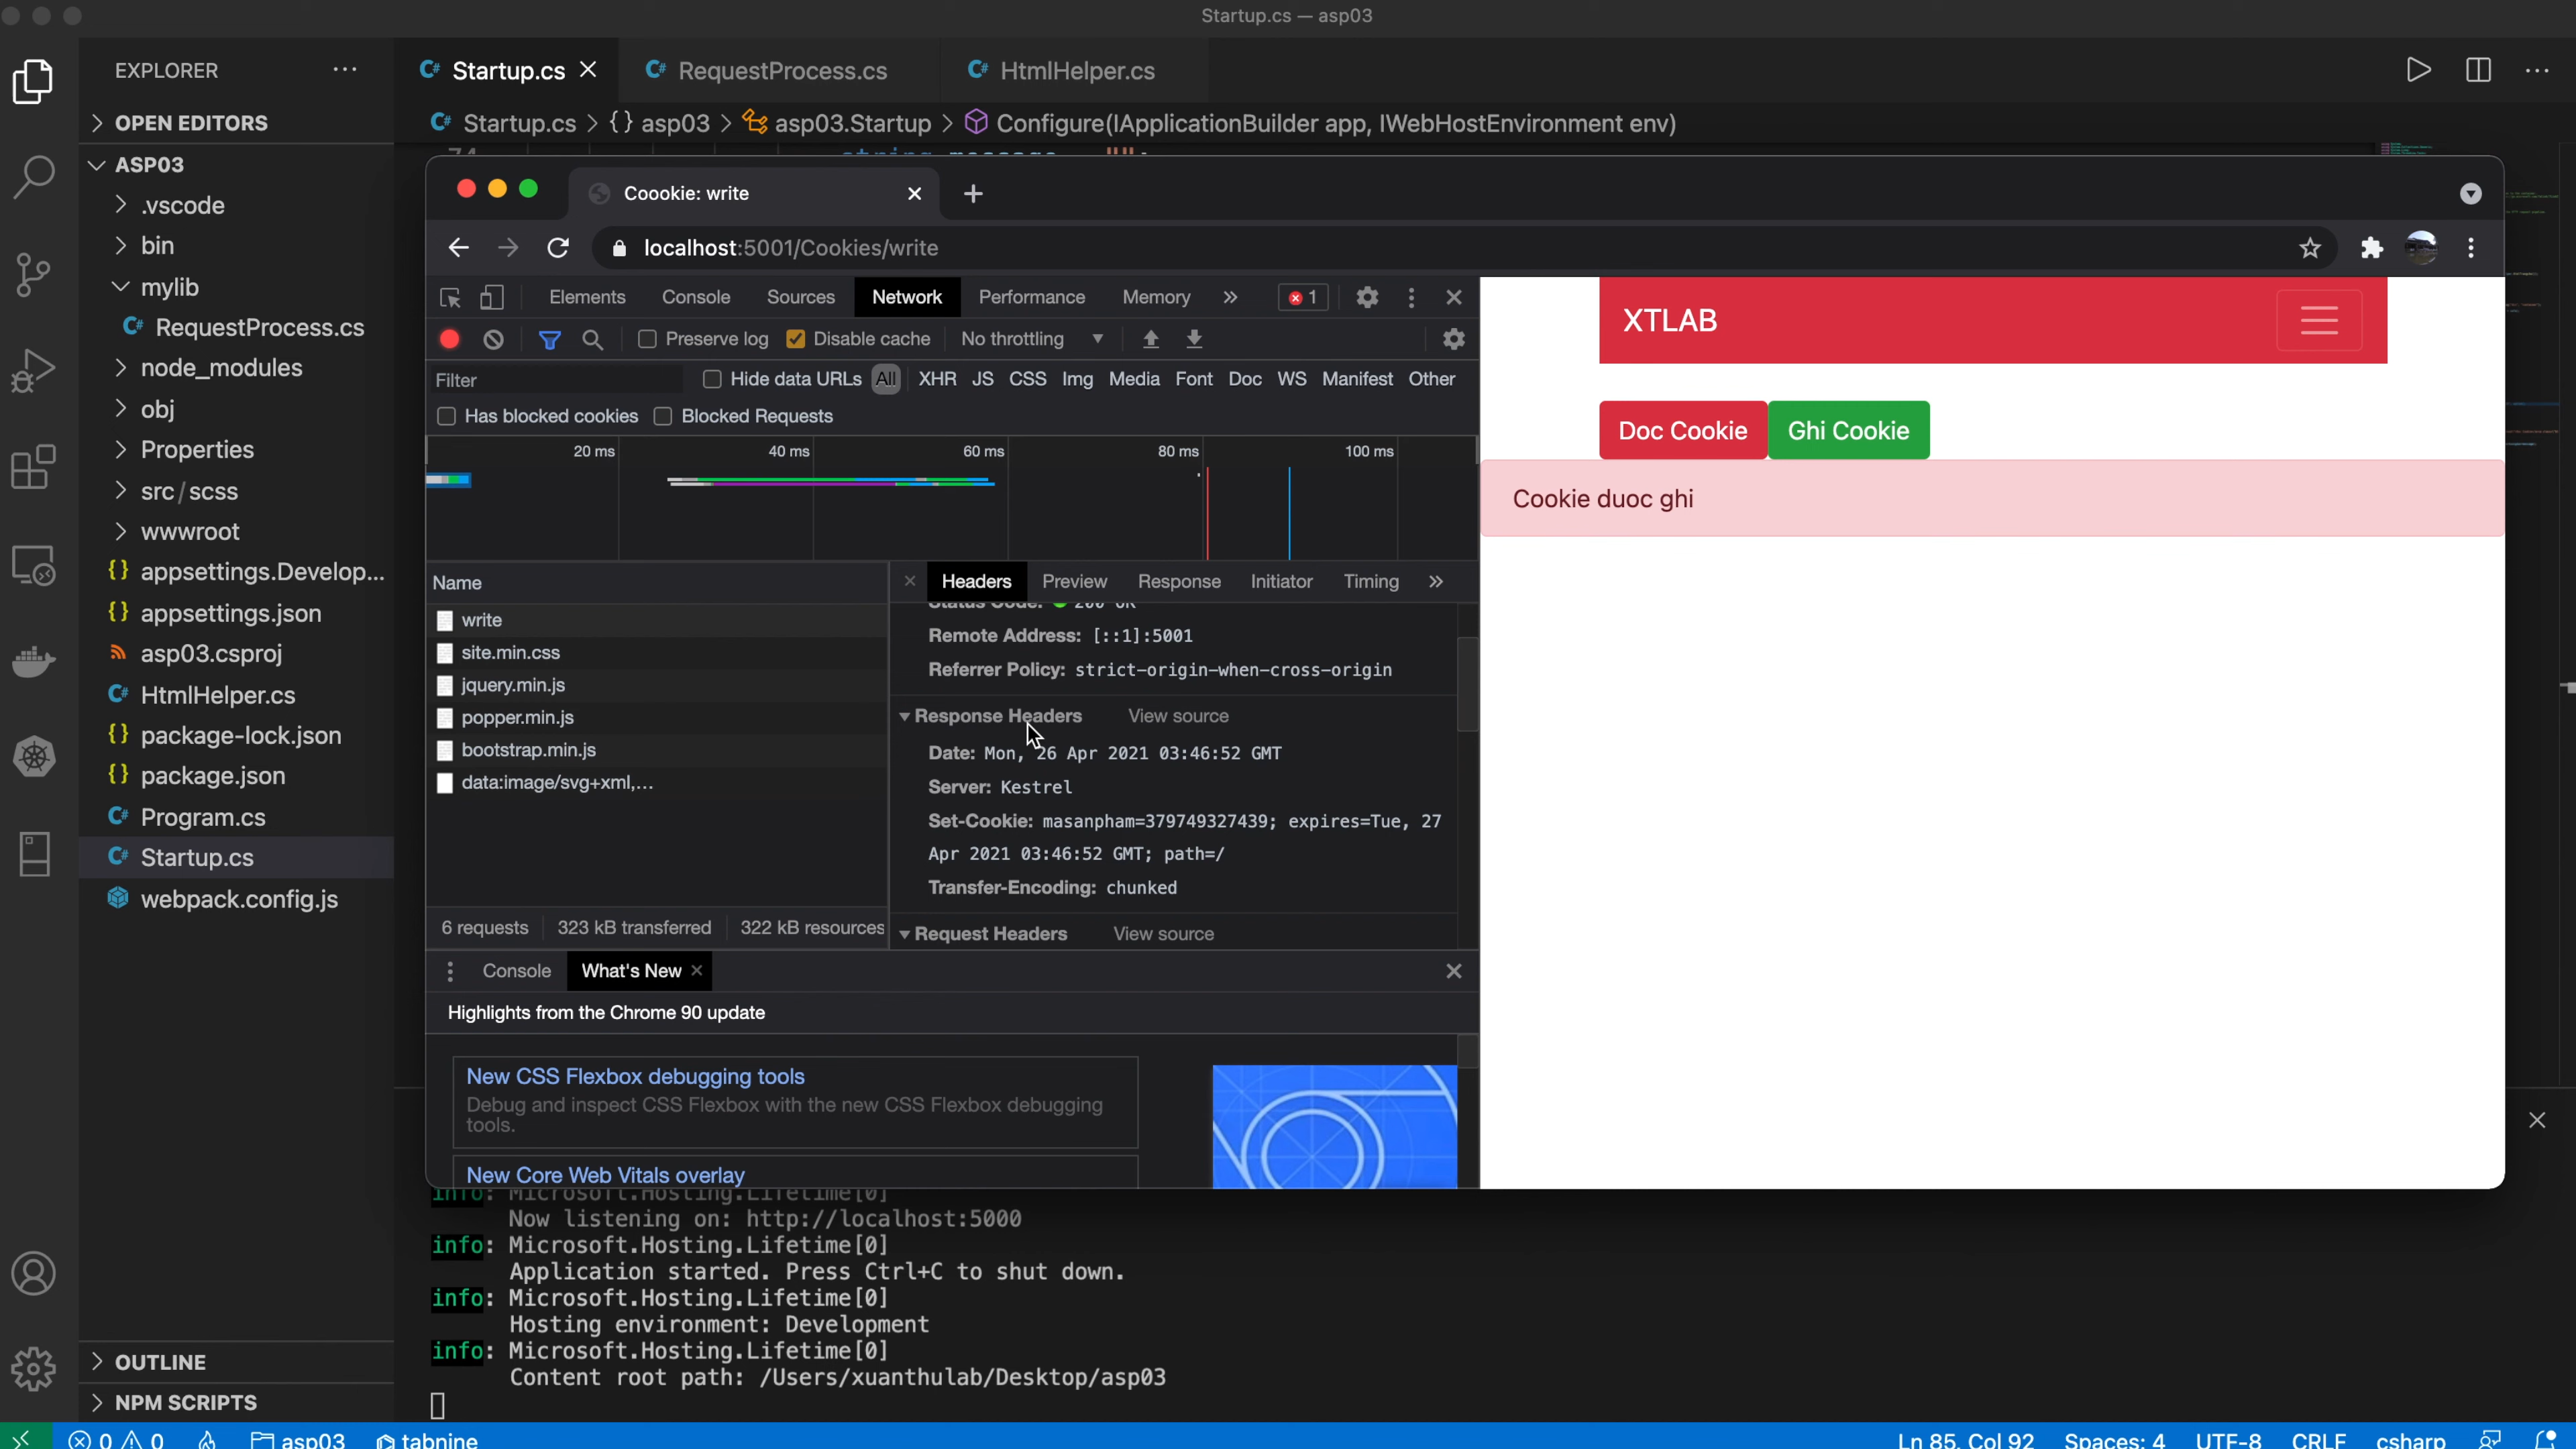 Startup.cs — asp03
EXPLORER
Startup.cs
RequestProcess.cs
HtmlHelper.cs
OPEN EDITORS
Startup.cs > {} asp03 > asp03.Startup > Configure(IApplicationBuilder app, IWebHostEnvironment env)
ASP03
.vscode
bin
mylib
RequestProcess.cs
node_modules
obj
Properties
src/scss
wwwroot
appsettings.Develop...
appsettings.json
asp03.csproj
HtmlHelper.cs
package-lock.json
package.json
Program.cs
Startup.cs
webpack.config.js
OUTLINE
NPM SCRIPTS
74 string message = "";
Coookie: write
localhost:5001/Cookies/write
Elements Console Sources Network Performance Memory » 1
Preserve log Disable cache No throttling
Filter Hide data URLs All XHR JS CSS Img Media Font Doc WS Manifest Other
Has blocked cookies Blocked Requests
20 ms 40 ms 60 ms 80 ms 100 ms
Name
write
site.min.css
jquery.min.js
popper.min.js
bootstrap.min.js
data:image/svg+xml,...
6 requests 323 kB transferred 322 kB resources
Headers Preview Response Initiator Timing »
Status Code: 200 OK
Remote Address: [::1]:5001
Referrer Policy: strict-origin-when-cross-origin
Response Headers View source
Date: Mon, 26 Apr 2021 03:46:52 GMT
Server: Kestrel
Set-Cookie: masanpham=379749327439; expires=Tue, 27
Apr 2021 03:46:52 GMT; path=/
Transfer-Encoding: chunked
Request Headers View source
Console What's New
Highlights from the Chrome 90 update
New CSS Flexbox debugging tools
Debug and inspect CSS Flexbox with the new CSS Flexbox debugging
tools.
New Core Web Vitals overlay
XTLAB
Doc Cookie Ghi Cookie
Cookie duoc ghi
info: Microsoft.Hosting.Lifetime[0]
Now listening on: http://localhost:5000
info: Microsoft.Hosting.Lifetime[0]
Application started. Press Ctrl+C to shut down.
info: Microsoft.Hosting.Lifetime[0]
Hosting environment: Development
info: Microsoft.Hosting.Lifetime[0]
Content root path: /Users/xuanthulab/Desktop/asp03
0 0 asp03 tabnine Ln 85, Col 92 Spaces: 4 UTF-8 CRLF csharp